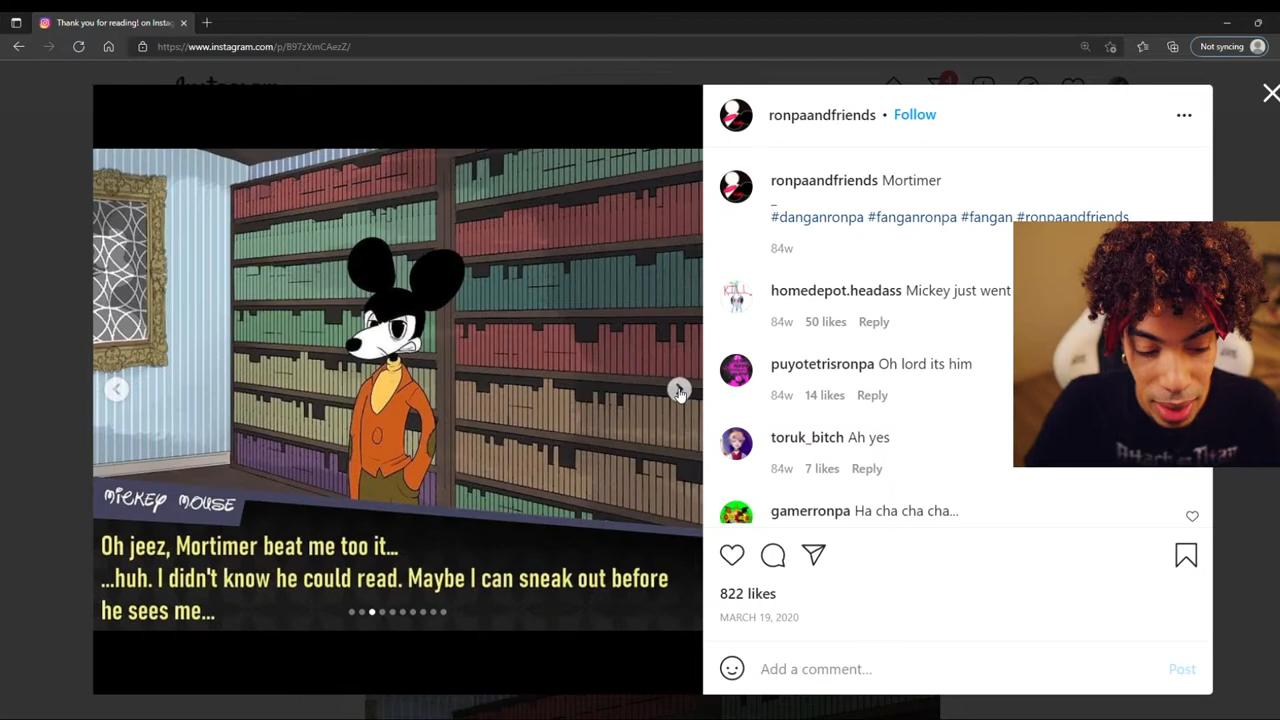 Thank you for reading! on Insta
https://www.instagram.com/p/B97zXmCAezZ/
Not syncing
ronpaandfriends • Follow
ronpaandfriends Mortimer
_
#danganronpa #fanganronpa #fangan #ronpaandfriends
84w
homedepot.headass Mickey just went
84w 50 likes Reply
puyotetrisronpa Oh lord its him
84w 14 likes Reply
toruk_bitch Ah yes
84w 7 likes Reply
gamerronpa Ha cha cha cha...
822 likes
MARCH 19, 2020
Add a comment... Post
MICKEY MOUSE
Oh jeez, Mortimer beat me too it...
...huh. I didn't know he could read. Maybe I can sneak out before
he sees me...
Attack on Titan